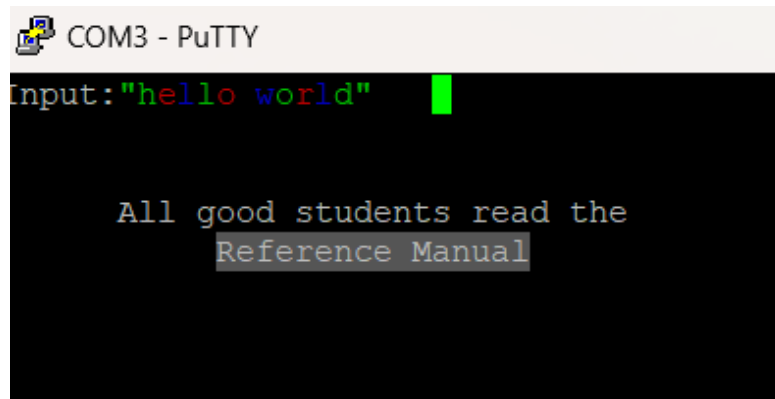 COM3 - PuTTY
Input:"hello world"
All good students read the
Reference Manual